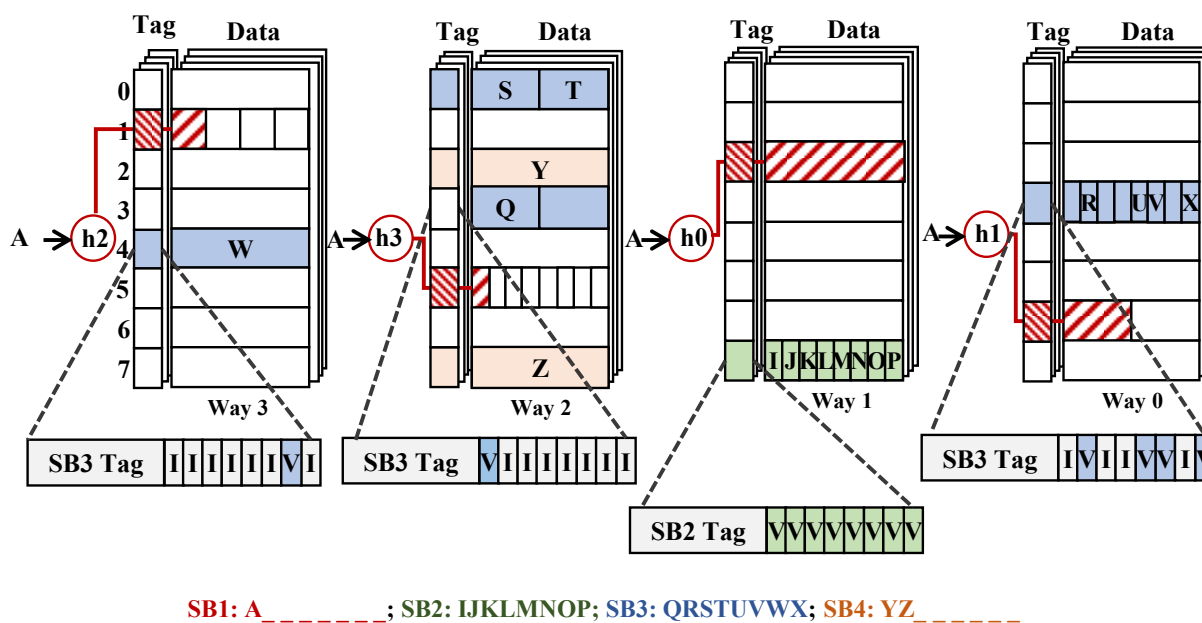 Tag Data
Tag Data
Tag Data
Tag Data
0
1
2
3
4
5
6
7
W
S T
Y
Q
Z
I J K L M N O P
R U V X
A h2
A h3
A h0
A h1
Way 3
Way 2
Way 1
Way 0
SB3 Tag I I I I I I V I
SB3 Tag V I I I I I I I
SB2 Tag V V V V V V V V
SB3 Tag I V I I V V I V
SB1: A_ _ _ _ _ _ _; SB2: IJKLMNOP; SB3: QRSTUVWX; SB4: YZ_ _ _ _ _ _